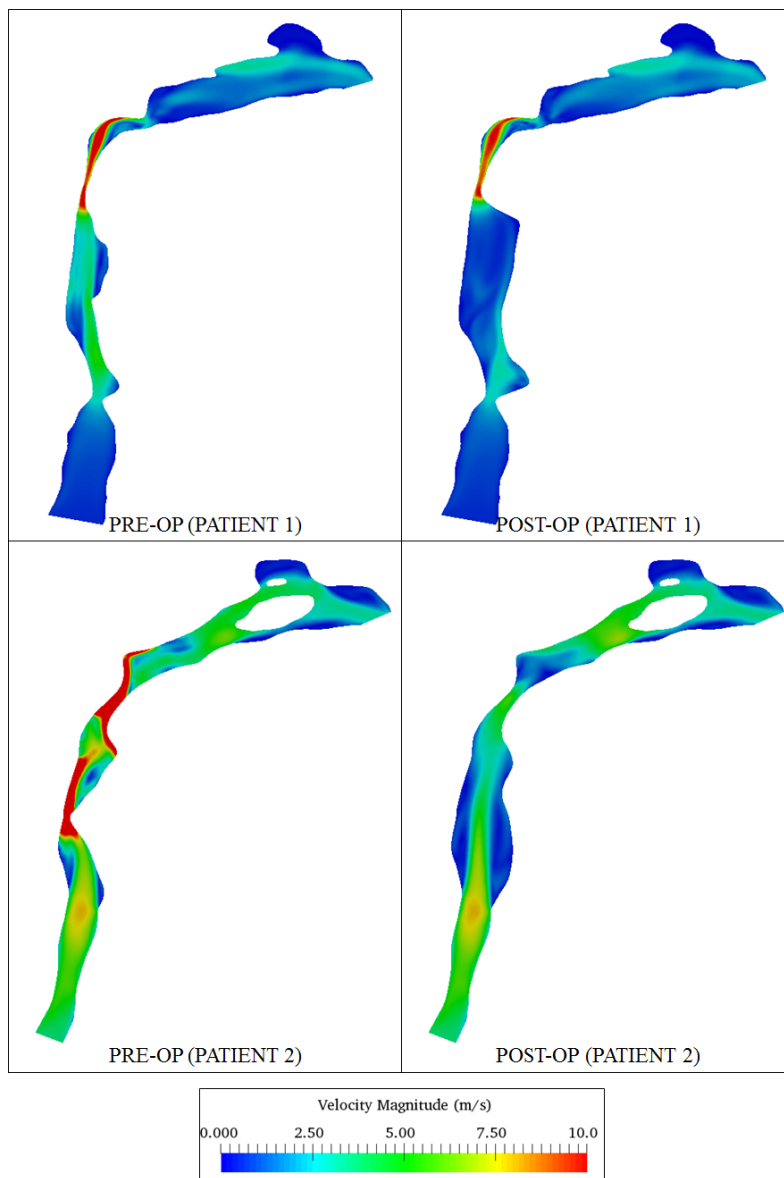 PRE-OP (PATIENT 1)
POST-OP (PATIENT 1)
PRE-OP (PATIENT 2)
POST-OP (PATIENT 2)
Velocity Magnitude (m/s)
0.000 2.50 5.00 7.50 10.0